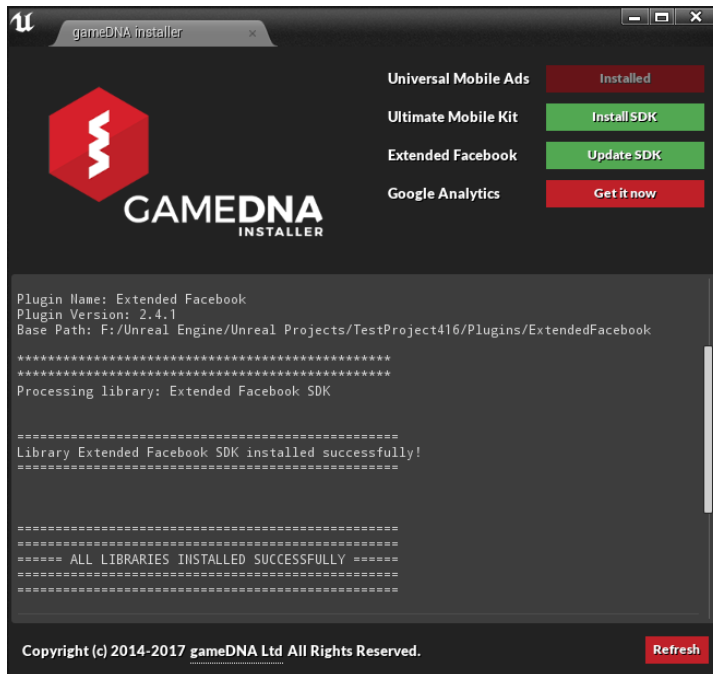 gameDNA installer
Universal Mobile Ads Installed
Ultimate Mobile Kit Install SDK
Extended Facebook Update SDK
Google Analytics Get it now
GAMEDNA
INSTALLER
Plugin Name: Extended Facebook
Plugin Version: 2.4.1
Base Path: F:/Unreal Engine/Unreal Projects/TestProject416/Plugins/ExtendedFacebook
*************************************************
*************************************************
Processing library: Extended Facebook SDK
==================================================
Library Extended Facebook SDK installed successfully!
==================================================
==================================================
==================================================
====== ALL LIBRARIES INSTALLED SUCCESSFULLY ======
==================================================
==================================================
Copyright (c) 2014-2017 gameDNA Ltd All Rights Reserved.
Refresh